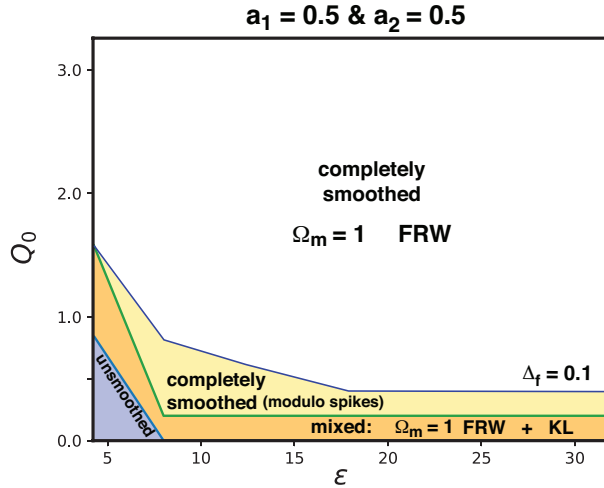 a₁ = 0.5 & a₂ = 0.5
3.0
2.0
1.0
0.0
Q₀
completely
smoothed
Ωₘ = 1 FRW
Δf = 0.1
unsmoothed
completely
smoothed (modulo spikes)
mixed: Ωₘ = 1 FRW + KL
5 10 15 20 25 30
ε